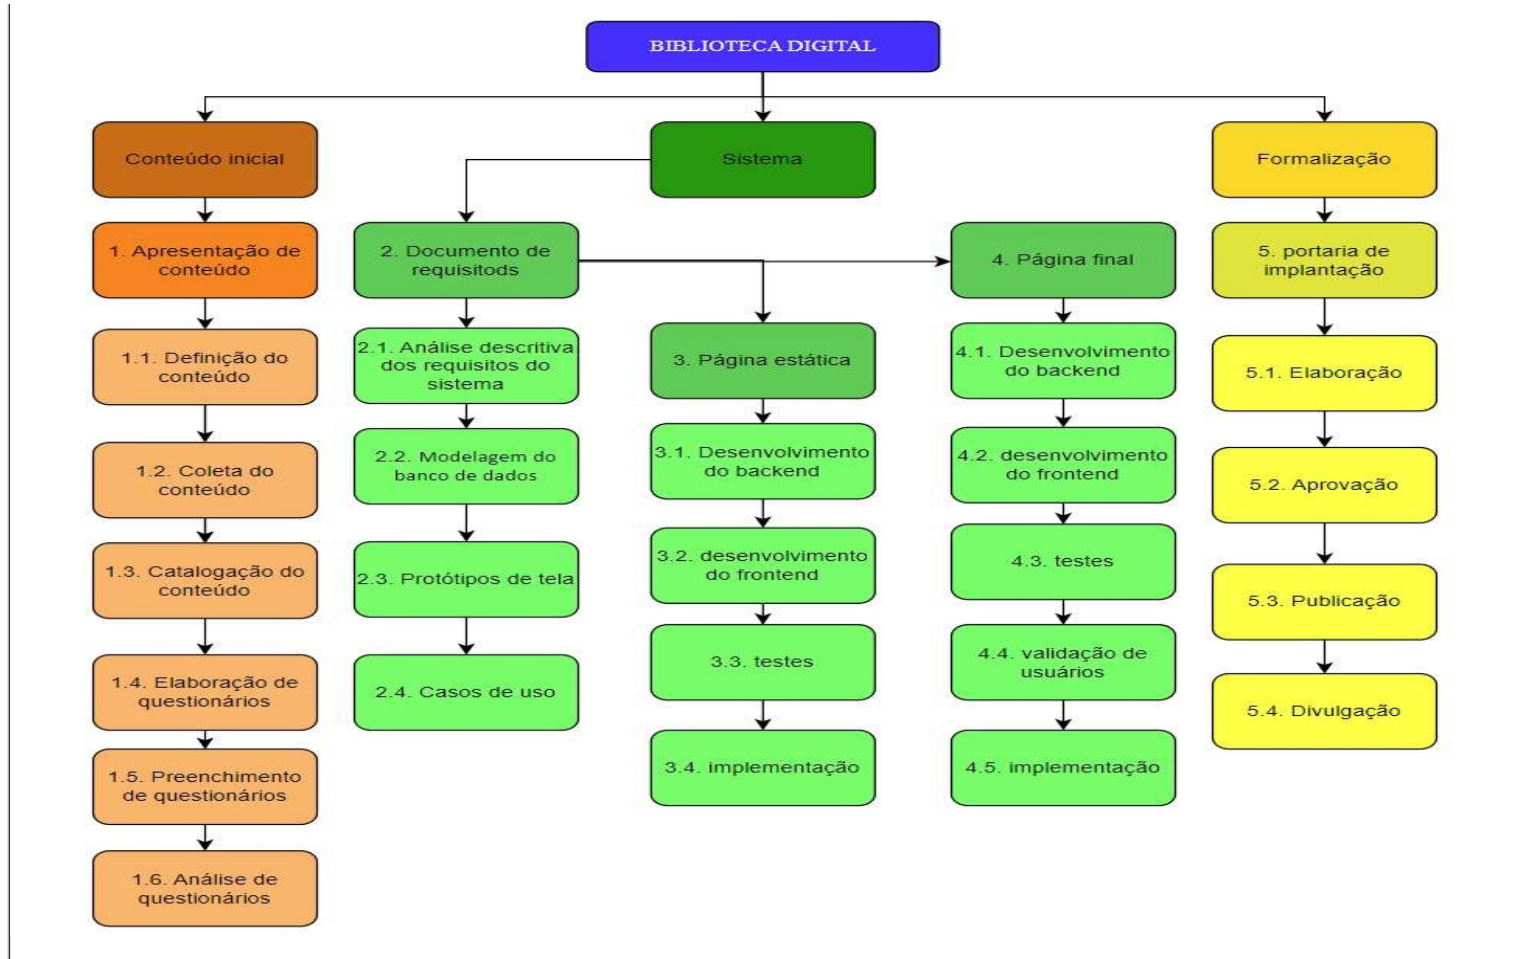 BIBLIOTECA DIGITAL
Conteúdo inicial
Sistema
Formalização
1. Apresentação de
conteúdo
1.1. Definição do
conteúdo
1.2. Coleta do
conteúdo
1.3. Catalogação do
conteúdo
1.4. Elaboração de
questionários
1.5. Preenchimento
de questionários
1.6. Análise de
questionários
2. Documento de
requisitods
2.1. Análise descritiva
dos requisitos do
sistema
2.2. Modelagem do
banco de dados
2.3. Protótipos de tela
2.4. Casos de uso
3. Página estática
3.1. Desenvolvimento
do backend
3.2. desenvolvimento
do frontend
3.3. testes
3.4. implementação
4. Página final
4.1. Desenvolvimento
do backend
4.2. desenvolvimento
do frontend
4.3. testes
4.4. validação de
usuários
4.5. implementação
5. portaria de
implantação
5.1. Elaboração
5.2. Aprovação
5.3. Publicação
5.4. Divulgação